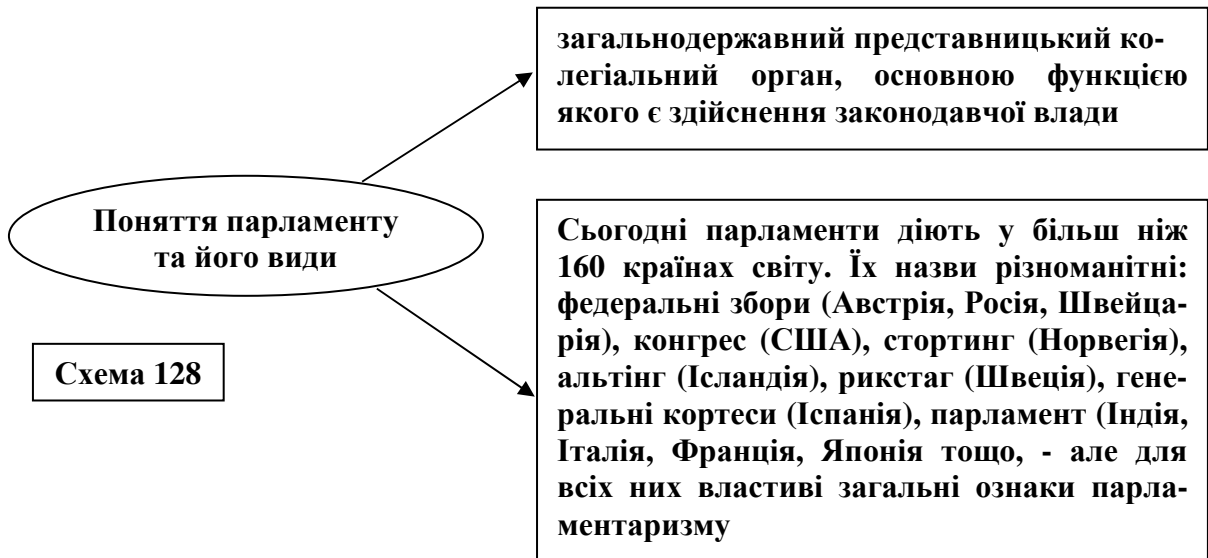 загальнодержавний представницький ко-
легіальний орган, основною функцією
якого є здійснення законодавчої влади
Поняття парламенту
та його види
Сьогодні парламенти діють у більш ніж
160 країнах світу. Їх назви різноманітні:
федеральні збори (Австрія, Росія, Швейца-
рія), конгрес (США), стортинг (Норвегія),
альтінг (Ісландія), рикстаг (Швеція), гене-
ральні кортеси (Іспанія), парламент (Індія,
Італія, Франція, Японія тощо, - але для
всіх них властиві загальні ознаки парла-
ментаризму
Схема 128